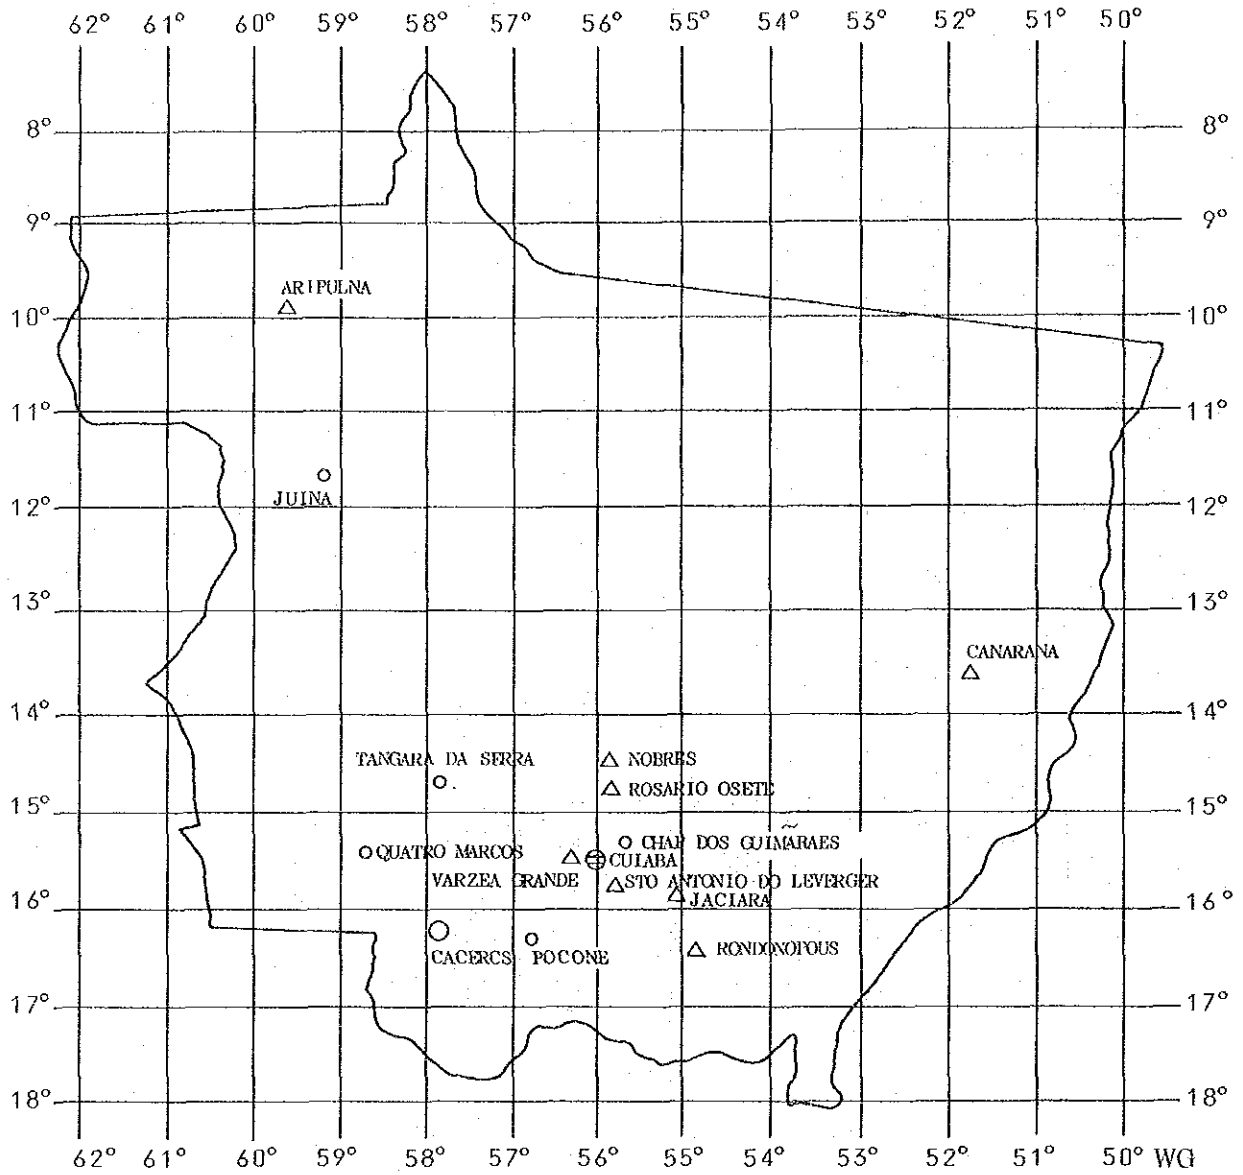 62° 61° 60° 59° 58° 57° 56° 55° 54° 53° 52° 51° 50°
8° 8°
9° 9°
ARIPULNA
10° 10°
11° 11°
JUINA
12° 12°
13° 13°
CANARANA
14° 14°
TANGARA DA SERRA NOBRES
ROSARIO OSETE
15° 15°
CHAP DOS GUIMARAES
QUATRO MARCOS CUIABA
VARZEA GRANDE STO ANTONIO DO LEVERGER
JACIARA
16° 16°
RONDONOPOUS
CACERCS POCONE
17° 17°
18° 18°
62° 61° 60° 59° 58° 57° 56° 55° 54° 53° 52° 51° 50° WG